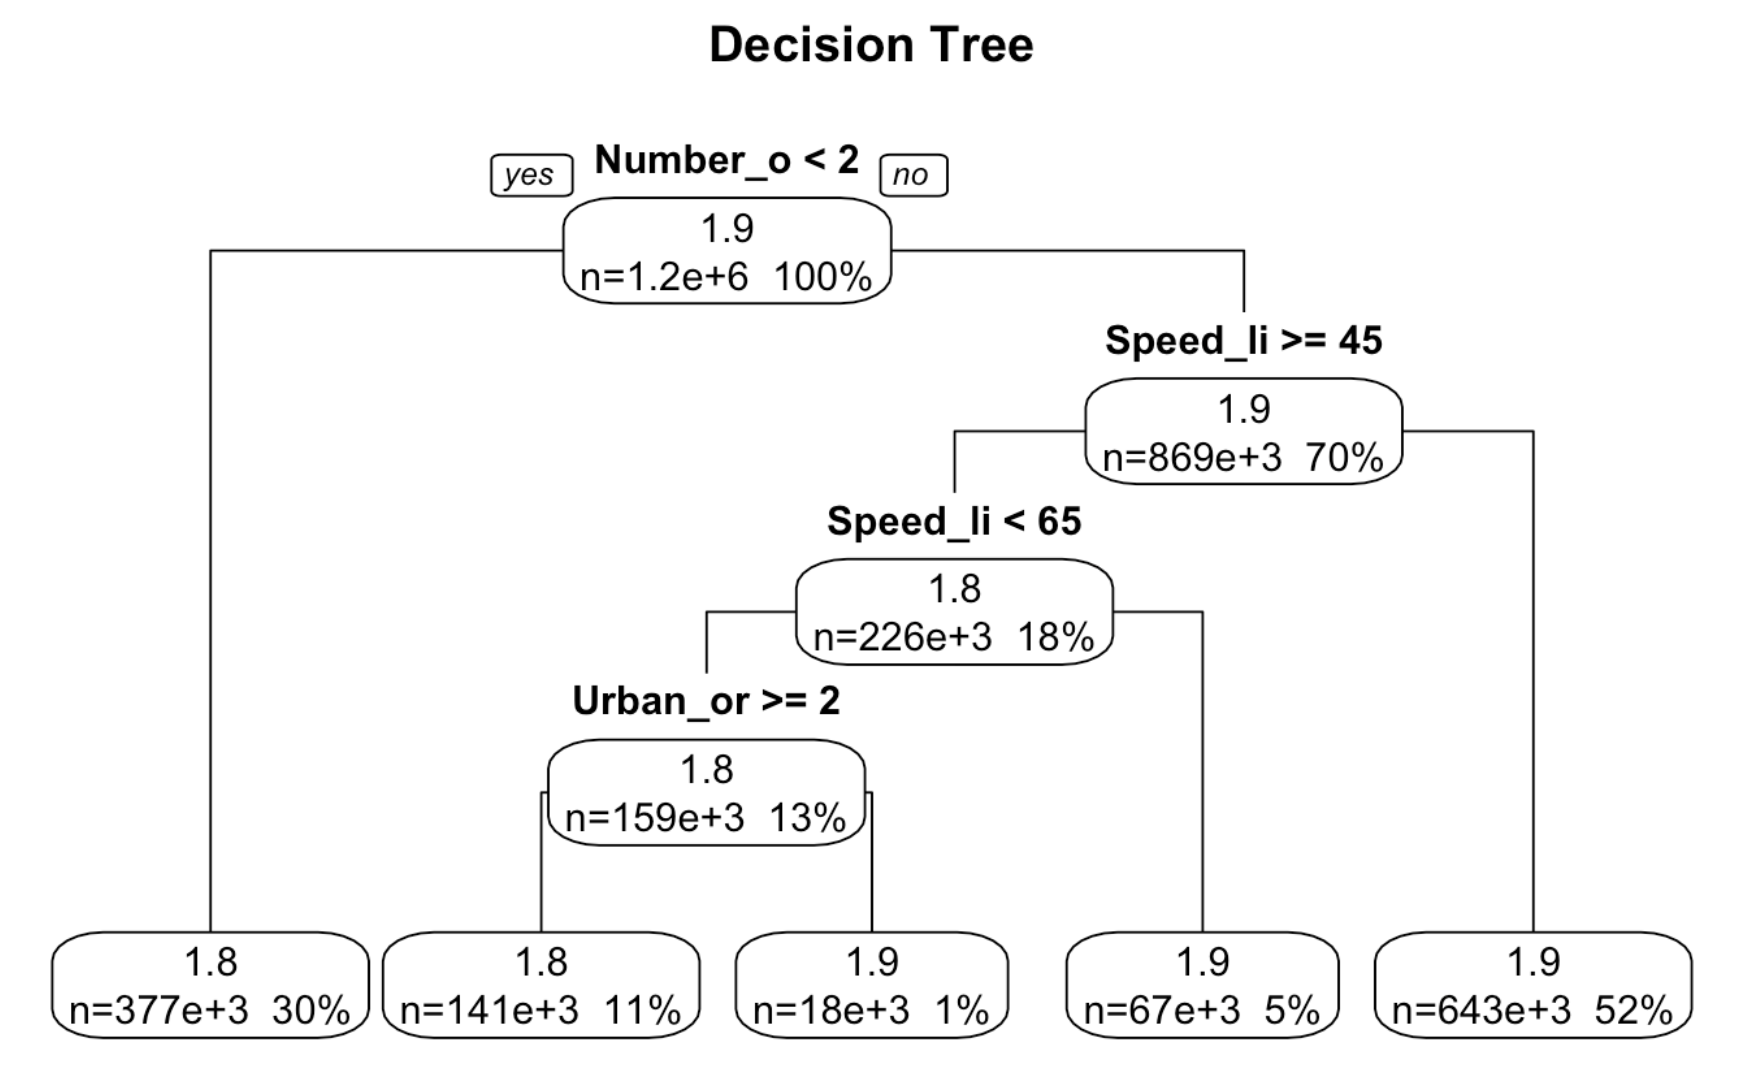 Decision Tree
yes Number_o < 2 no
1.9
n=1.2e+6 100%
Speed_li >= 45
1.9
n=869e+3 70%
Speed_li < 65
1.8
n=226e+3 18%
Urban_or >= 2
1.8
n=159e+3 13%
1.8
n=377e+3 30%
1.8
n=141e+3 11%
1.9
n=18e+3 1%
1.9
n=67e+3 5%
1.9
n=643e+3 52%